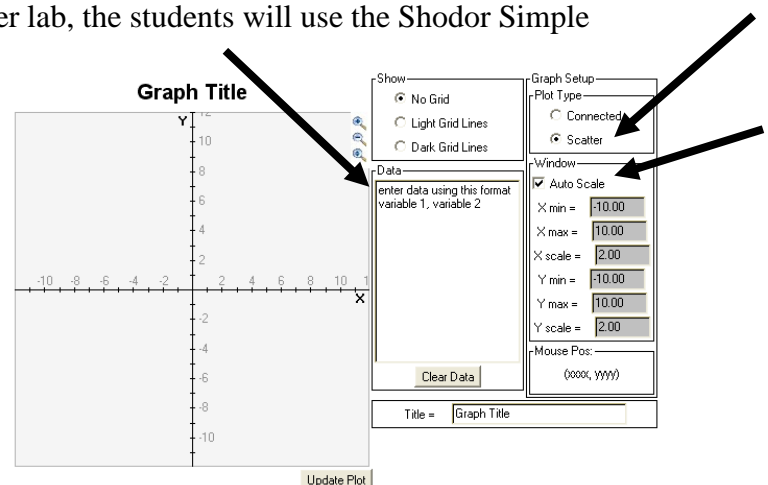 er lab, the students will use the Shodor Simple
Graph Title
Y
12
10
8
6
4
2
-10 -8 -6 -4 -2 2 4 6 8 10 1
X
-2
-4
-6
-8
-10
Update Plot
Show
No Grid
Light Grid Lines
Dark Grid Lines
Data
enter data using this format
variable 1, variable 2
Clear Data
Graph Setup
Plot Type
Connected
Scatter
Window
Auto Scale
X min = -10.00
X max = 10.00
X scale = 2.00
Y min = -10.00
Y max = 10.00
Y scale = 2.00
Mouse Pos:
(xxxx, yyyy)
Title = Graph Title